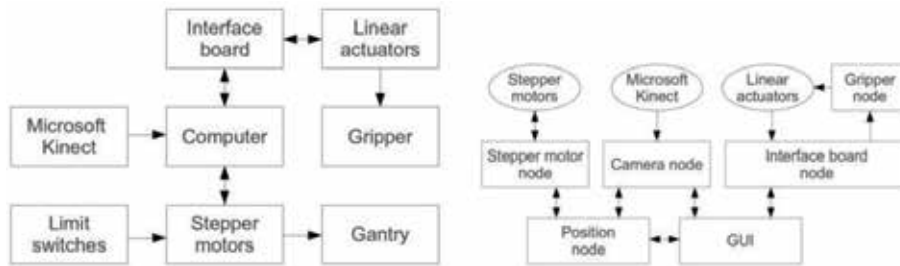 Interface
board
Linear
actuators
Microsoft
Kinect
Computer
Gripper
Limit
switches
Stepper
motors
Gantry
Stepper
motors
Microsoft
Kinect
Linear
actuators
Gripper
node
Stepper motor
node
Camera node
Interface board
node
Position
node
GUI